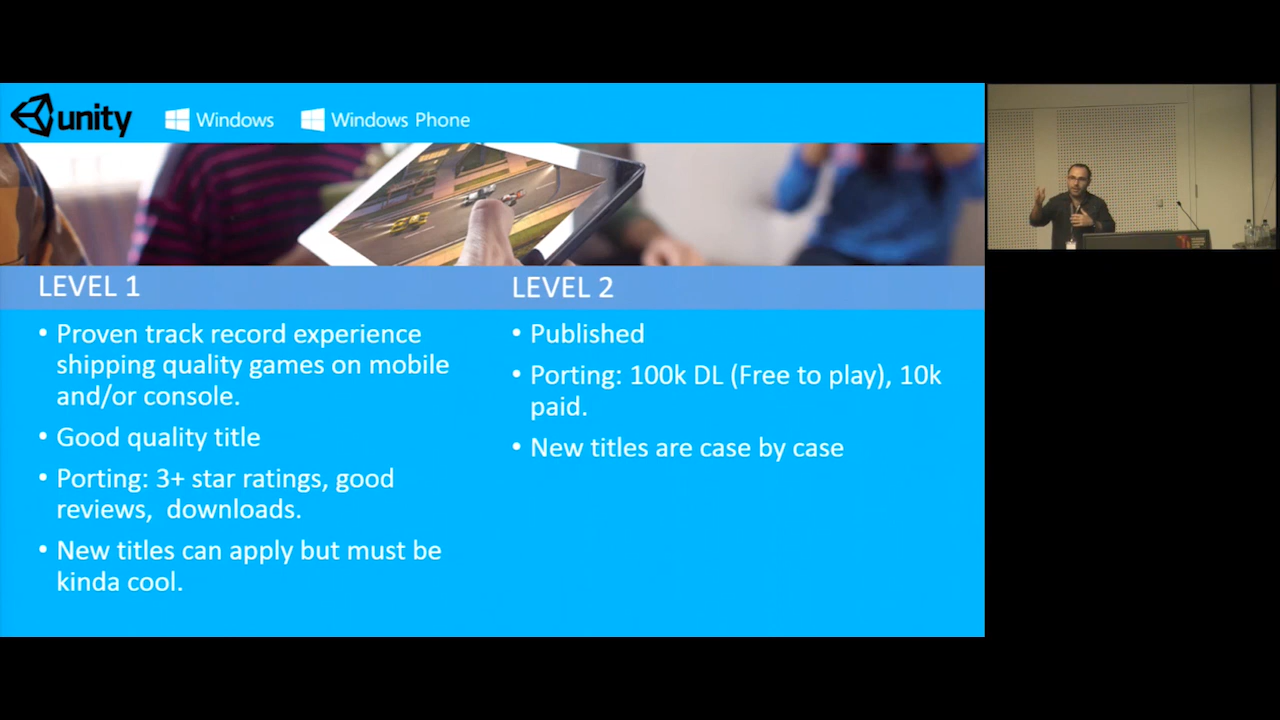 unity
Windows
Windows Phone
LEVEL 1
• Proven track record experience
shipping quality games on mobile
and/or console.
• Good quality title
• Porting: 3+ star ratings, good
reviews, downloads.
• New titles can apply but must be
kinda cool.
LEVEL 2
• Published
• Porting: 100k DL (Free to play), 10k
paid.
• New titles are case by case